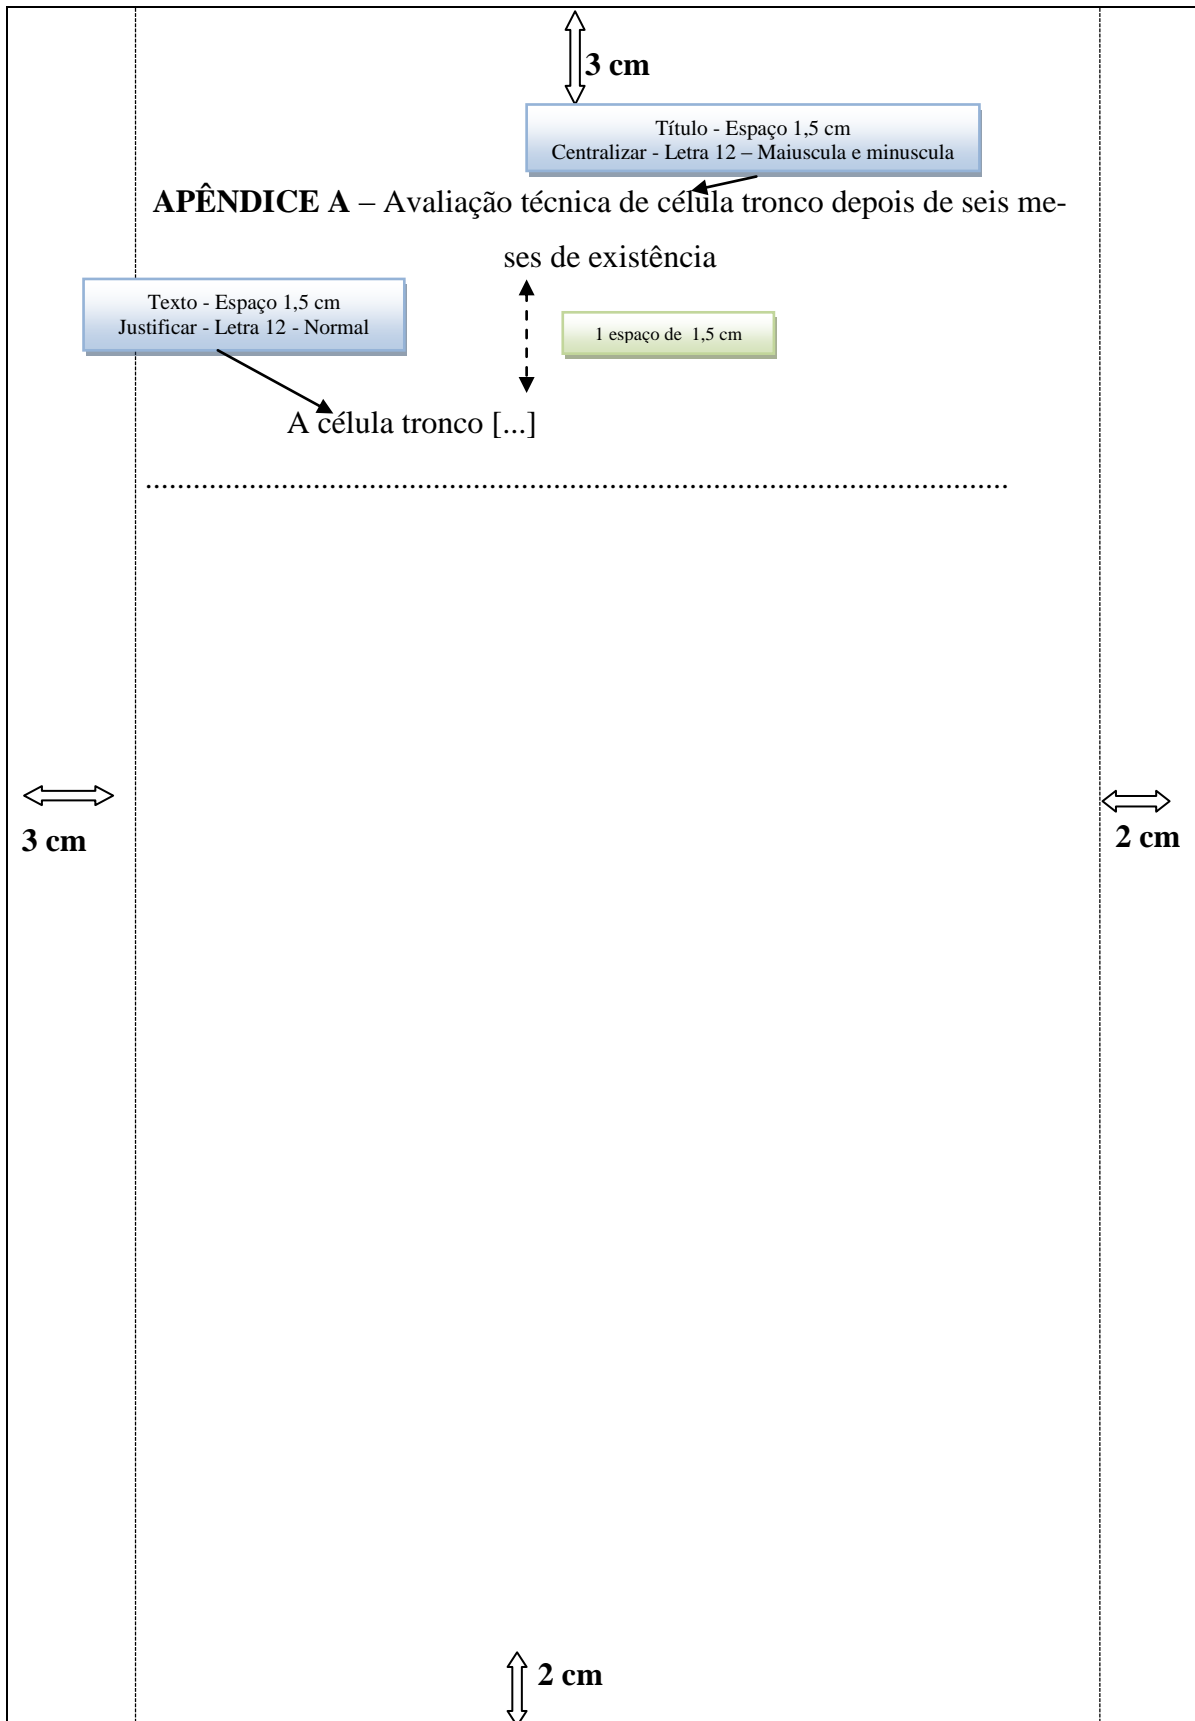 3 cm
Título - Espaço 1,5 cm
Centralizar - Letra 12 – Maiuscula e minuscula
APÊNDICE A – Avaliação técnica de célula tronco depois de seis me-
ses de existência
Texto - Espaço 1,5 cm
Justificar - Letra 12 - Normal
1 espaço de 1,5 cm
A célula tronco [...]
..............................................................................................................
3 cm
2 cm
2 cm